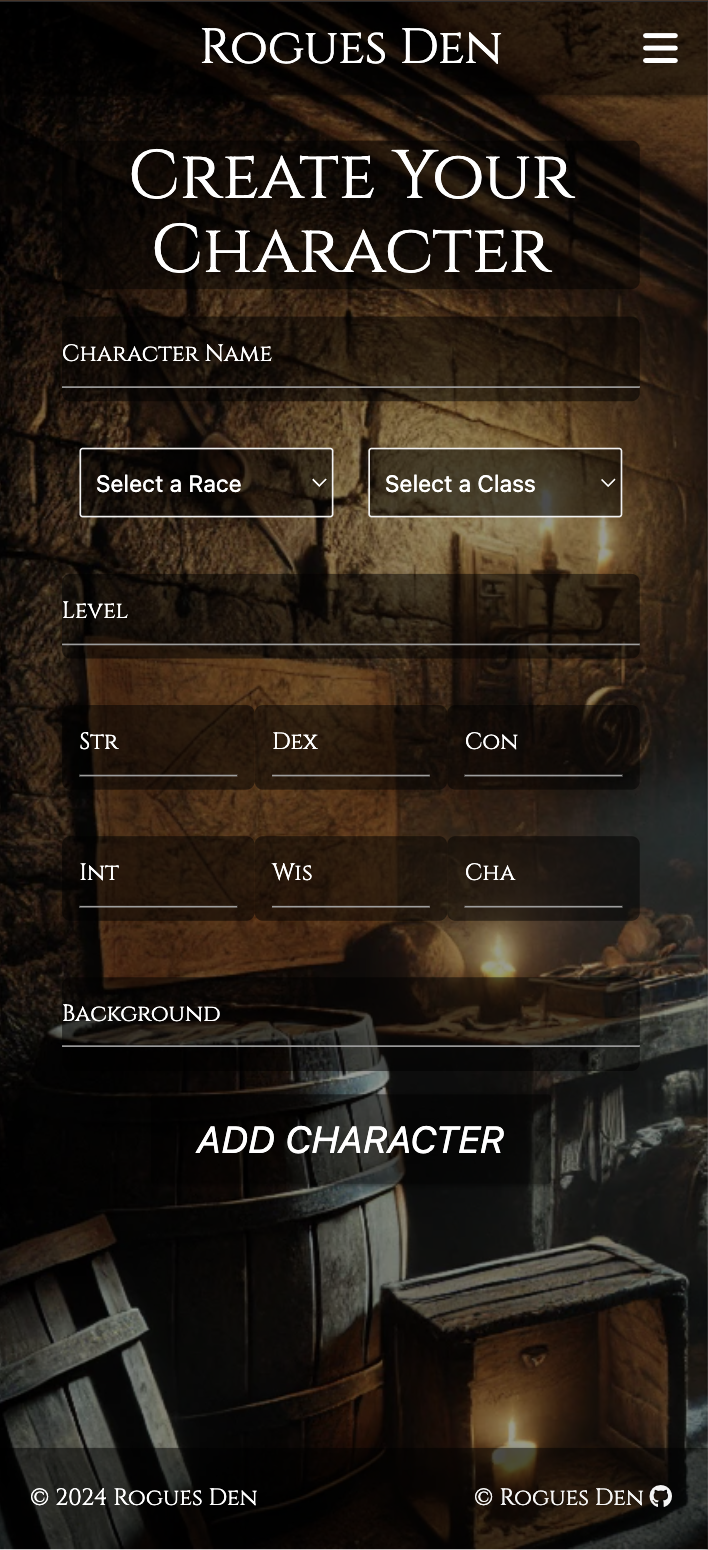 Rogues Den
Create Your
Character
Character Name
Select a Race Select a Class
Level
Str Dex Con
Int Wis Cha
Background
ADD CHARACTER
© 2024 Rogues Den © Rogues Den